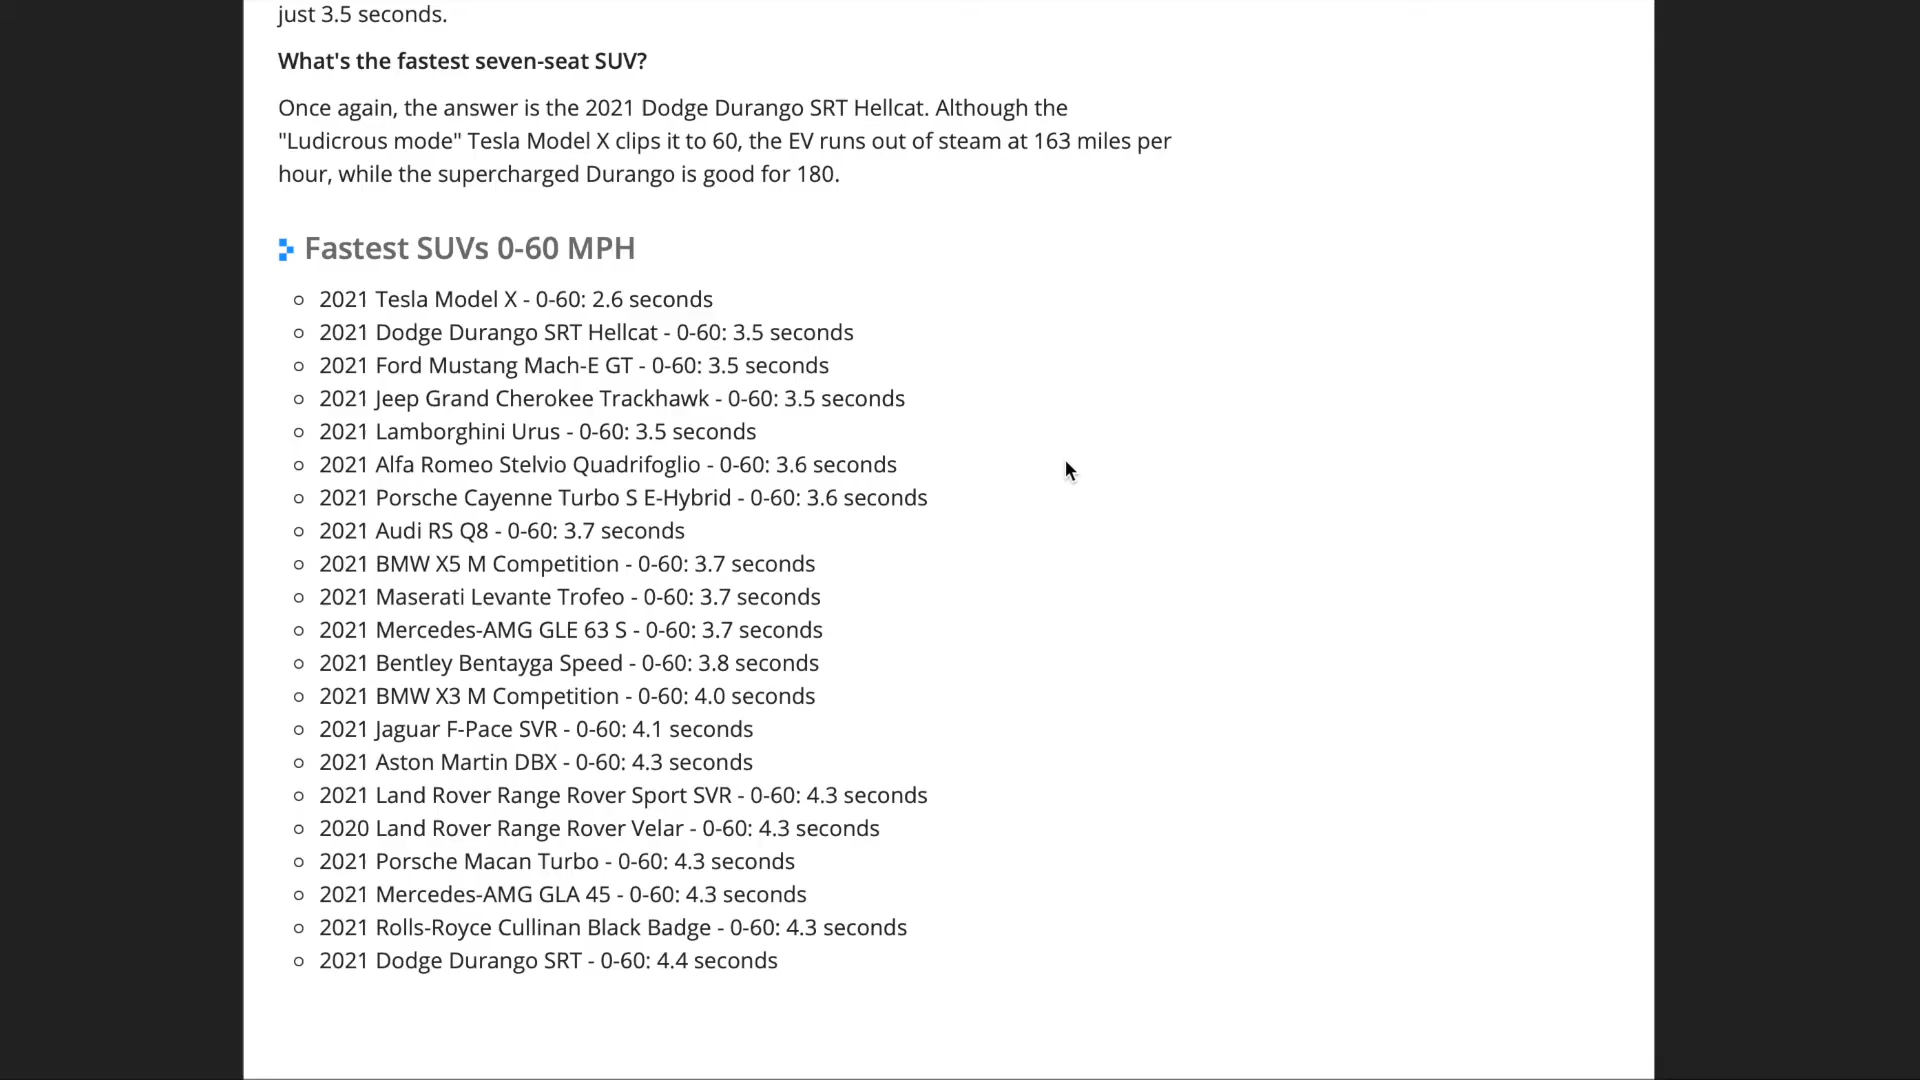 just 3.5 seconds.
What's the fastest seven-seat SUV?
Once again, the answer is the 2021 Dodge Durango SRT Hellcat. Although the
"Ludicrous mode" Tesla Model X clips it to 60, the EV runs out of steam at 163 miles per
hour, while the supercharged Durango is good for 180.
Fastest SUVs 0-60 MPH
2021 Tesla Model X - 0-60: 2.6 seconds
2021 Dodge Durango SRT Hellcat - 0-60: 3.5 seconds
2021 Ford Mustang Mach-E GT - 0-60: 3.5 seconds
2021 Jeep Grand Cherokee Trackhawk - 0-60: 3.5 seconds
2021 Lamborghini Urus - 0-60: 3.5 seconds
2021 Alfa Romeo Stelvio Quadrifoglio - 0-60: 3.6 seconds
2021 Porsche Cayenne Turbo S E-Hybrid - 0-60: 3.6 seconds
2021 Audi RS Q8 - 0-60: 3.7 seconds
2021 BMW X5 M Competition - 0-60: 3.7 seconds
2021 Maserati Levante Trofeo - 0-60: 3.7 seconds
2021 Mercedes-AMG GLE 63 S - 0-60: 3.7 seconds
2021 Bentley Bentayga Speed - 0-60: 3.8 seconds
2021 BMW X3 M Competition - 0-60: 4.0 seconds
2021 Jaguar F-Pace SVR - 0-60: 4.1 seconds
2021 Aston Martin DBX - 0-60: 4.3 seconds
2021 Land Rover Range Rover Sport SVR - 0-60: 4.3 seconds
2020 Land Rover Range Rover Velar - 0-60: 4.3 seconds
2021 Porsche Macan Turbo - 0-60: 4.3 seconds
2021 Mercedes-AMG GLA 45 - 0-60: 4.3 seconds
2021 Rolls-Royce Cullinan Black Badge - 0-60: 4.3 seconds
2021 Dodge Durango SRT - 0-60: 4.4 seconds